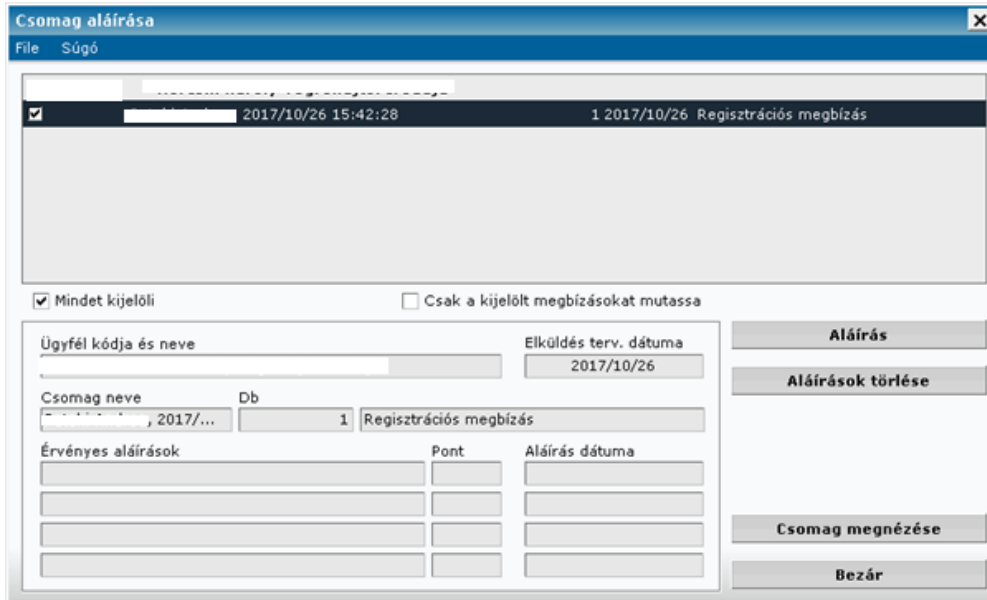 Csomag aláírása
File Súgó
2017/10/26 15:42:28 1 2017/10/26 Regisztrációs megbízás
Mindet kijelöli Csak a kijelölt megbízásokat mutassa
Ügyfél kódja és neve Elküldés terv. dátuma
2017/10/26
Csomag neve Db
, 2017/... 1 Regisztrációs megbízás
Érvényes aláírások Pont Aláírás dátuma
Aláírás
Aláírások törlése
Csomag megnézése
Bezár